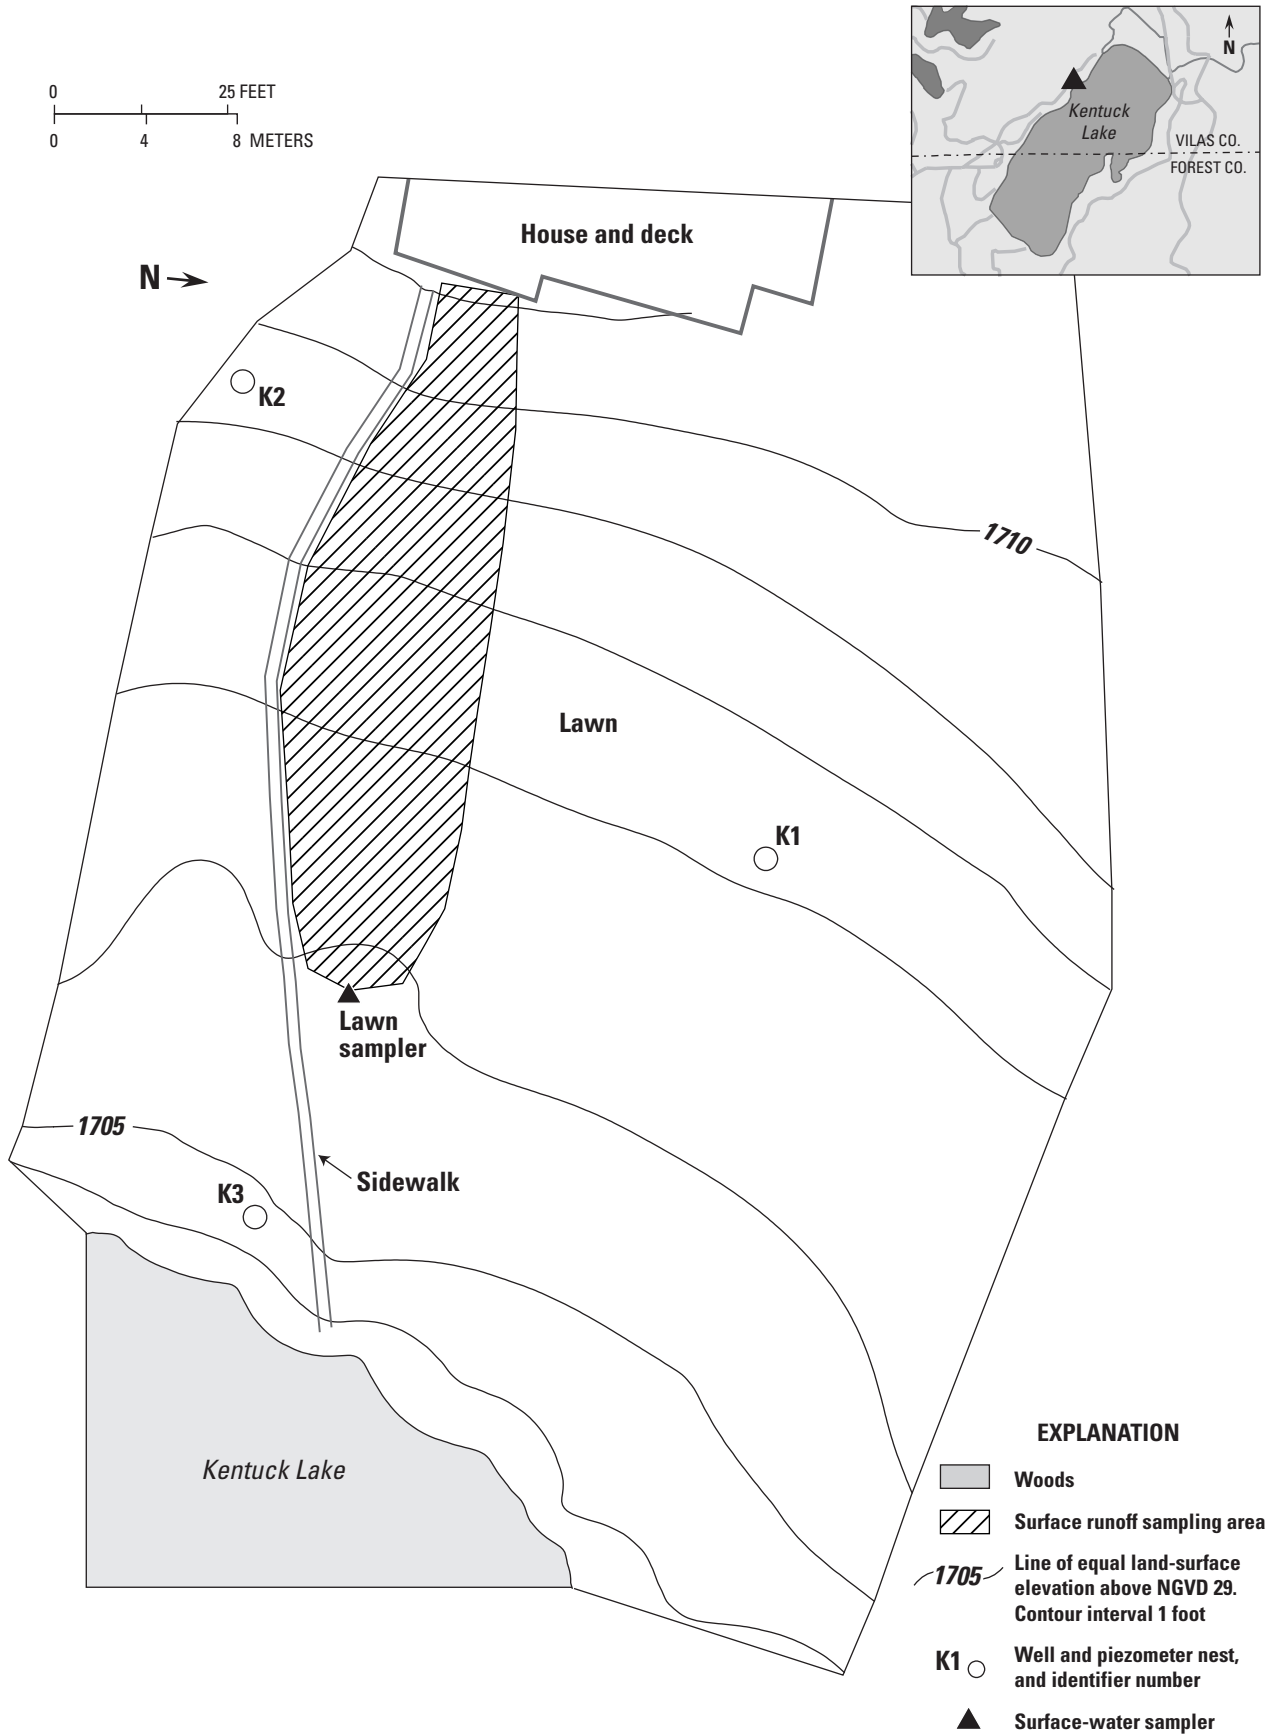 0 25 FEET
0 4 8 METERS
N
Kentuck
Lake
VILAS CO.
FOREST CO.
House and deck
N
K2
1710
Lawn
K1
Lawn
sampler
1705
Sidewalk
K3
Kentuck Lake
EXPLANATION
Woods
Surface runoff sampling area
1705
Line of equal land-surface
elevation above NGVD 29.
Contour interval 1 foot
K1
Well and piezometer nest,
and identifier number
Surface-water sampler